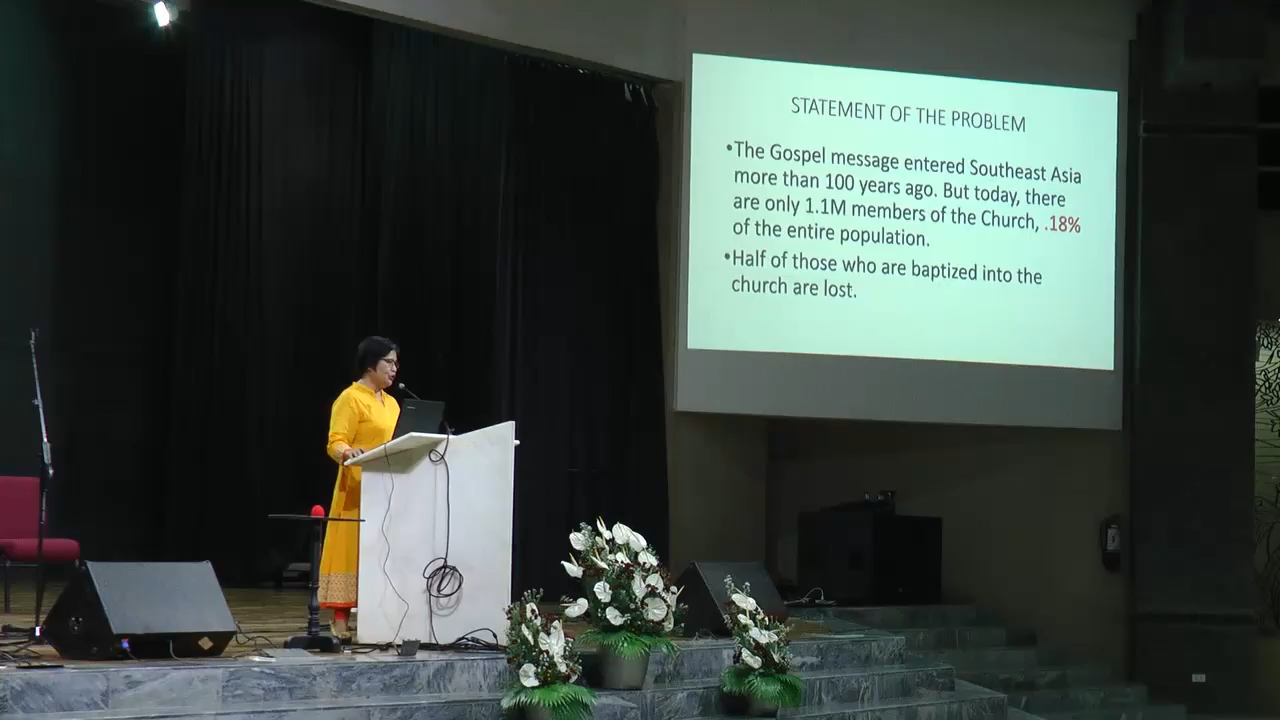 STATEMENT OF THE PROBLEM
•The Gospel message entered Southeast Asia
more than 100 years ago. But today, there
are only 1.1M members of the Church, .18%
of the entire population.
•Half of those who are baptized into the
church are lost.